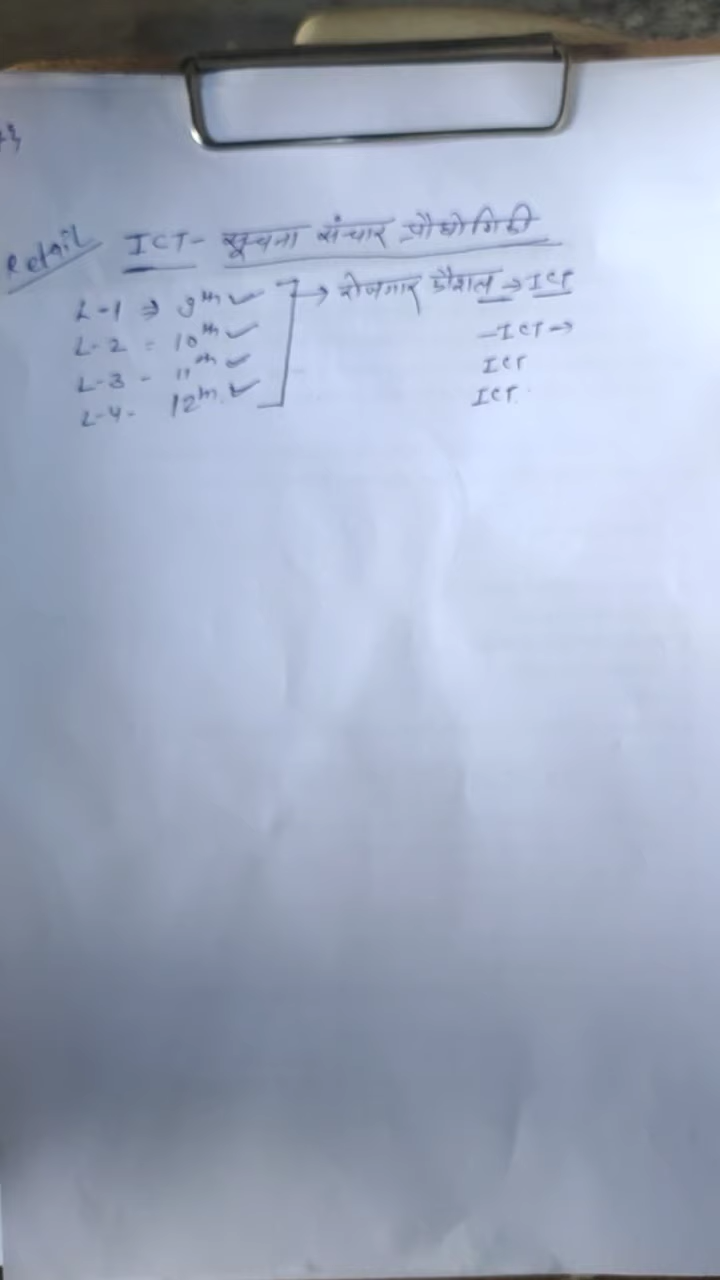 Retail ICT- सूचना संचार प्रौद्योगिकी
L-1 ⇒ 9th ✓ → रोजगार कौशल → ICT
L-2 = 10th ✓ -ICT→
L-3 - 11th ✓ ICT
L-4- 12th ✓ ICT.